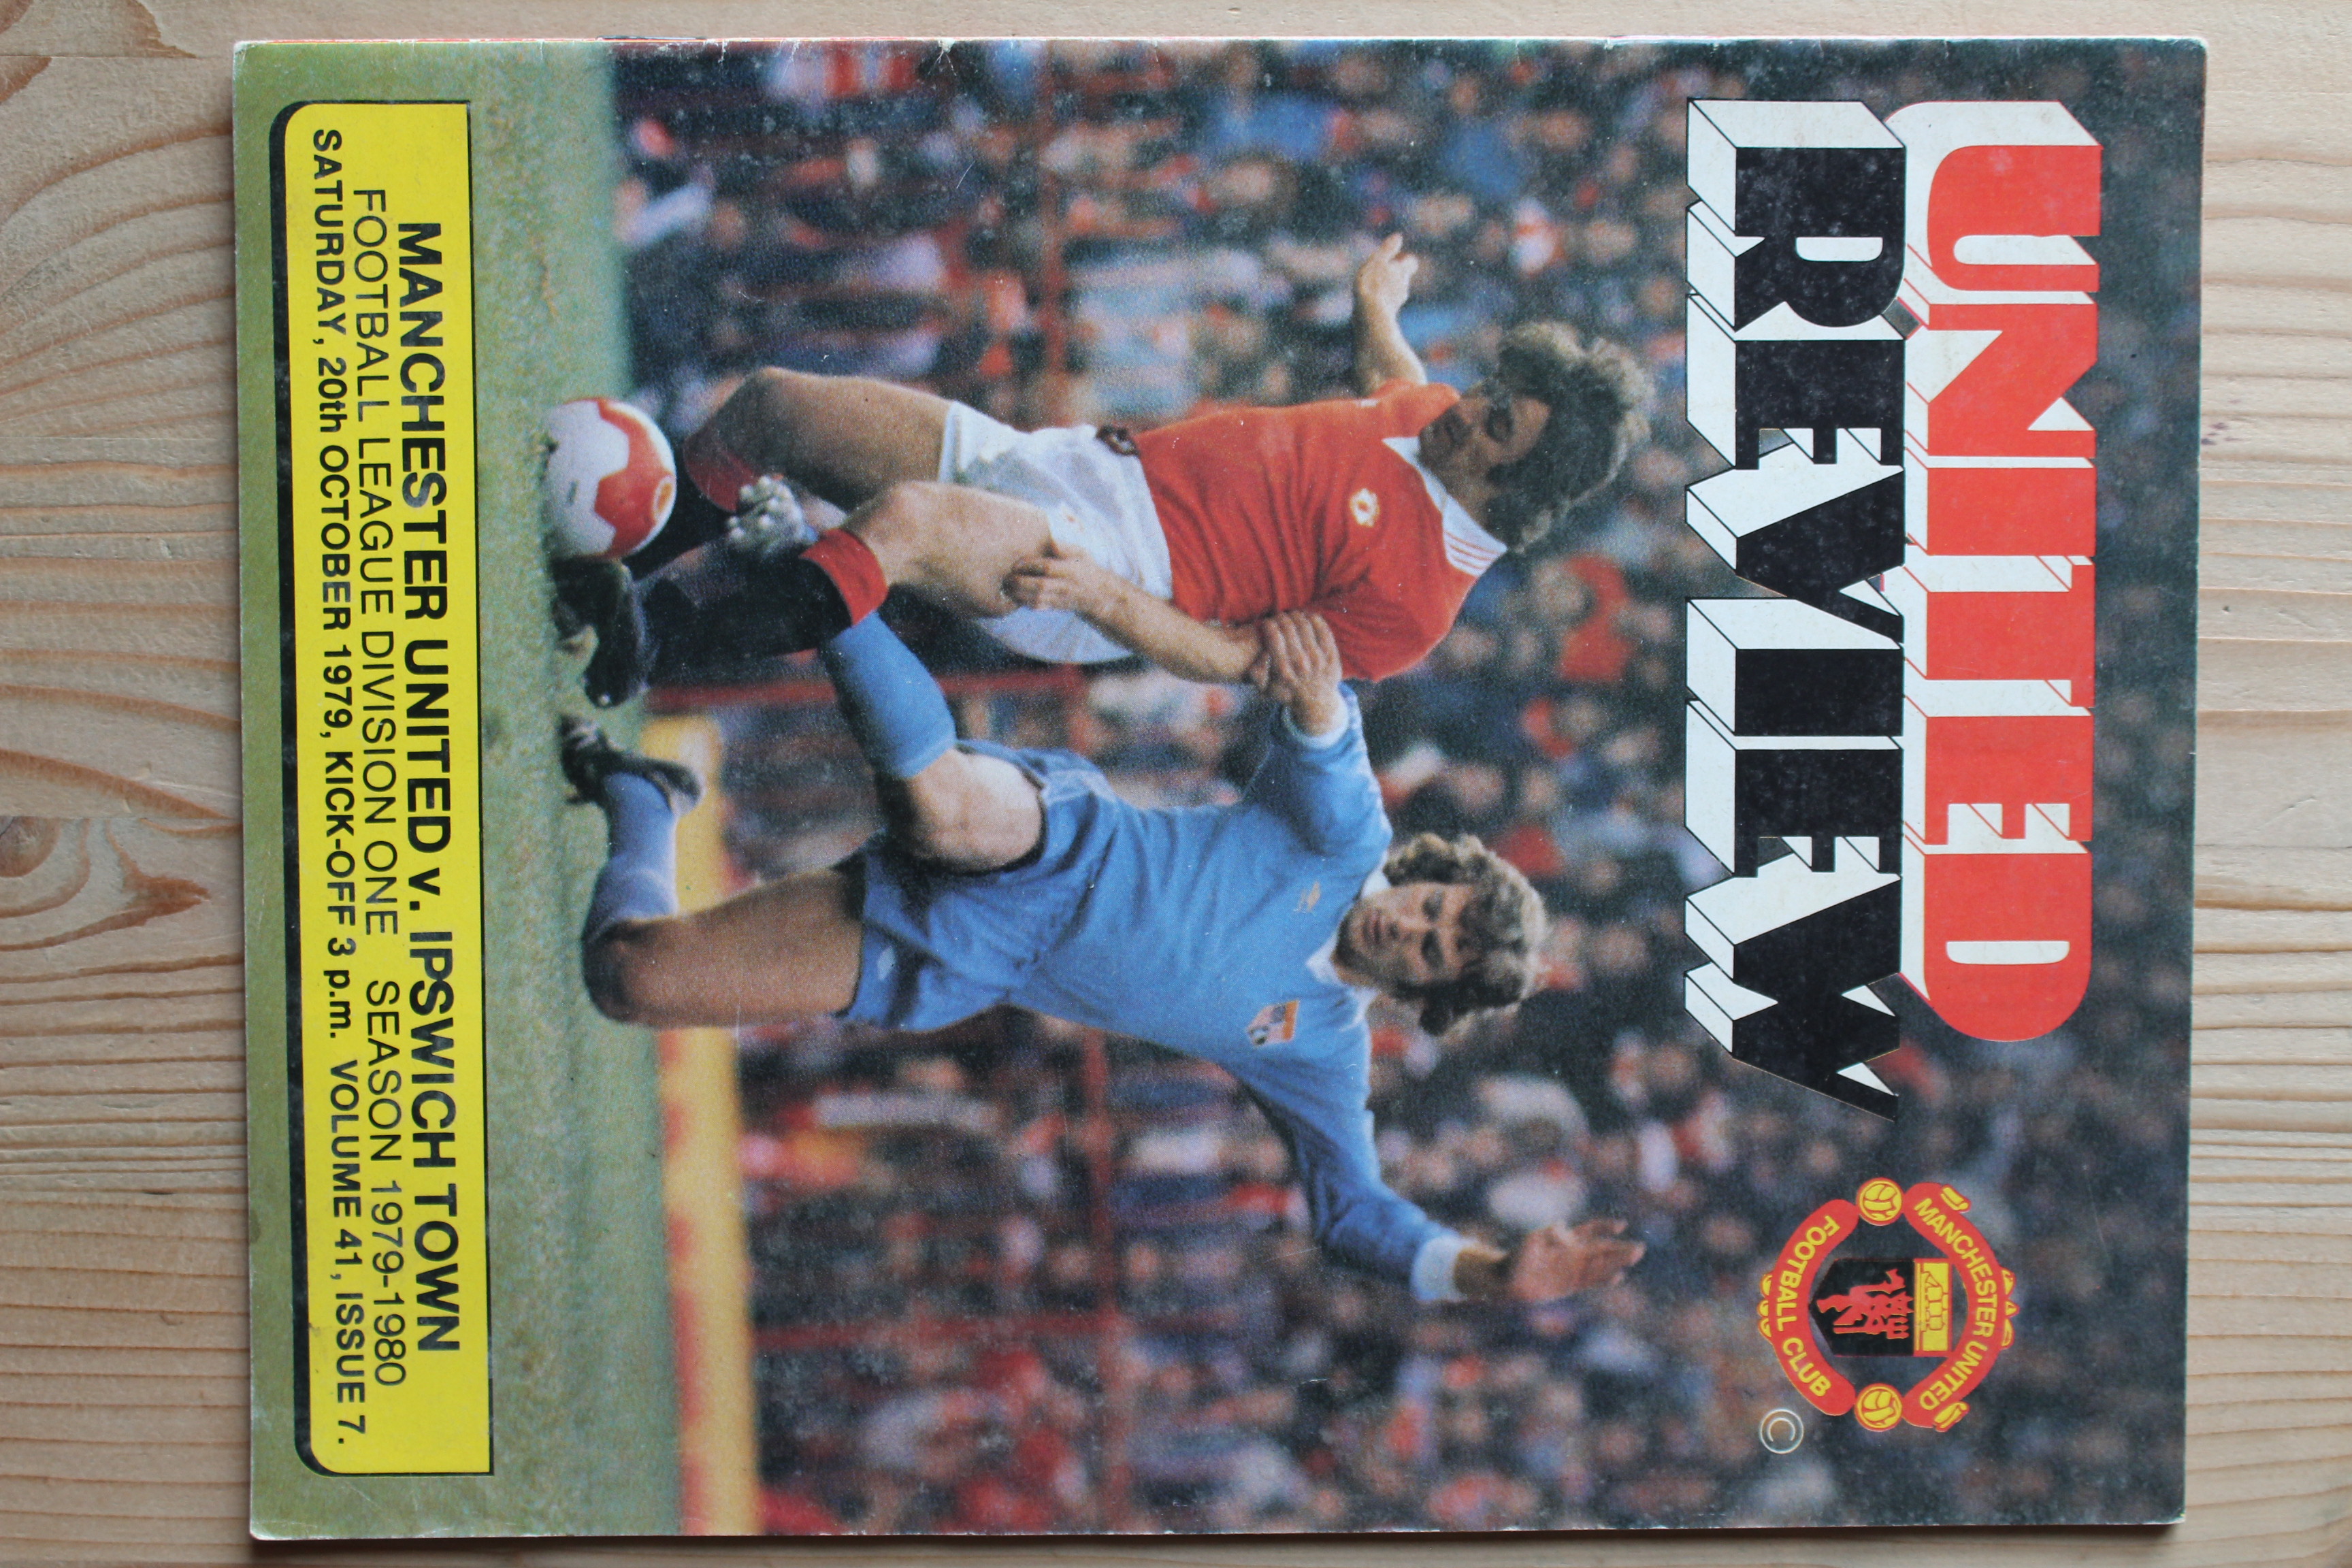 UNITED
REVIEW
MANCHESTER UNITED
FOOTBALL CLUB
©
MANCHESTER UNITED v. IPSWICH TOWN
FOOTBALL LEAGUE DIVISION ONE SEASON 1979-1980
SATURDAY, 20th OCTOBER 1979, KICK-OFF 3 p.m. VOLUME 41, ISSUE 7.